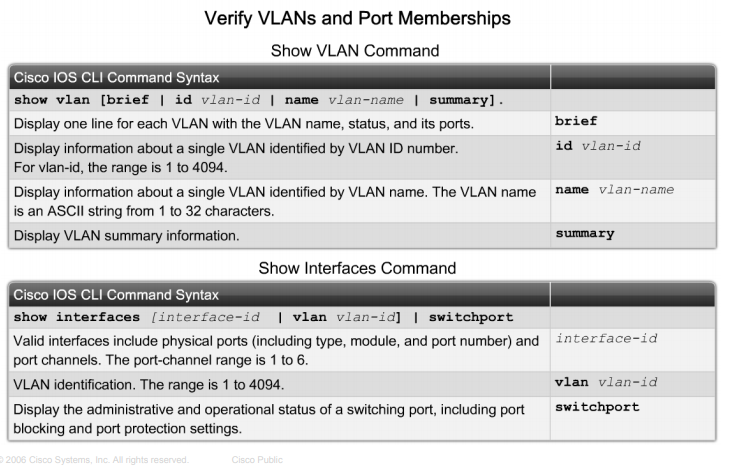 Verify VLANs and Port Memberships
Show VLAN Command
Cisco IOS CLI Command Syntax
show vlan [brief | id vlan-id | name vlan-name | summary].
Display one line for each VLAN with the VLAN name, status, and its ports. brief
Display information about a single VLAN identified by VLAN ID number. id vlan-id
For vlan-id, the range is 1 to 4094.
Display information about a single VLAN identified by VLAN name. The VLAN name name vlan-name
is an ASCII string from 1 to 32 characters.
Display VLAN summary information. summary
Show Interfaces Command
Cisco IOS CLI Command Syntax
show interfaces [interface-id | vlan vlan-id] | switchport
Valid interfaces include physical ports (including type, module, and port number) and interface-id
port channels. The port-channel range is 1 to 6.
VLAN identification. The range is 1 to 4094. vlan vlan-id
Display the administrative and operational status of a switching port, including port switchport
blocking and port protection settings.
© 2006 Cisco Systems, Inc. All rights reserved. Cisco Public